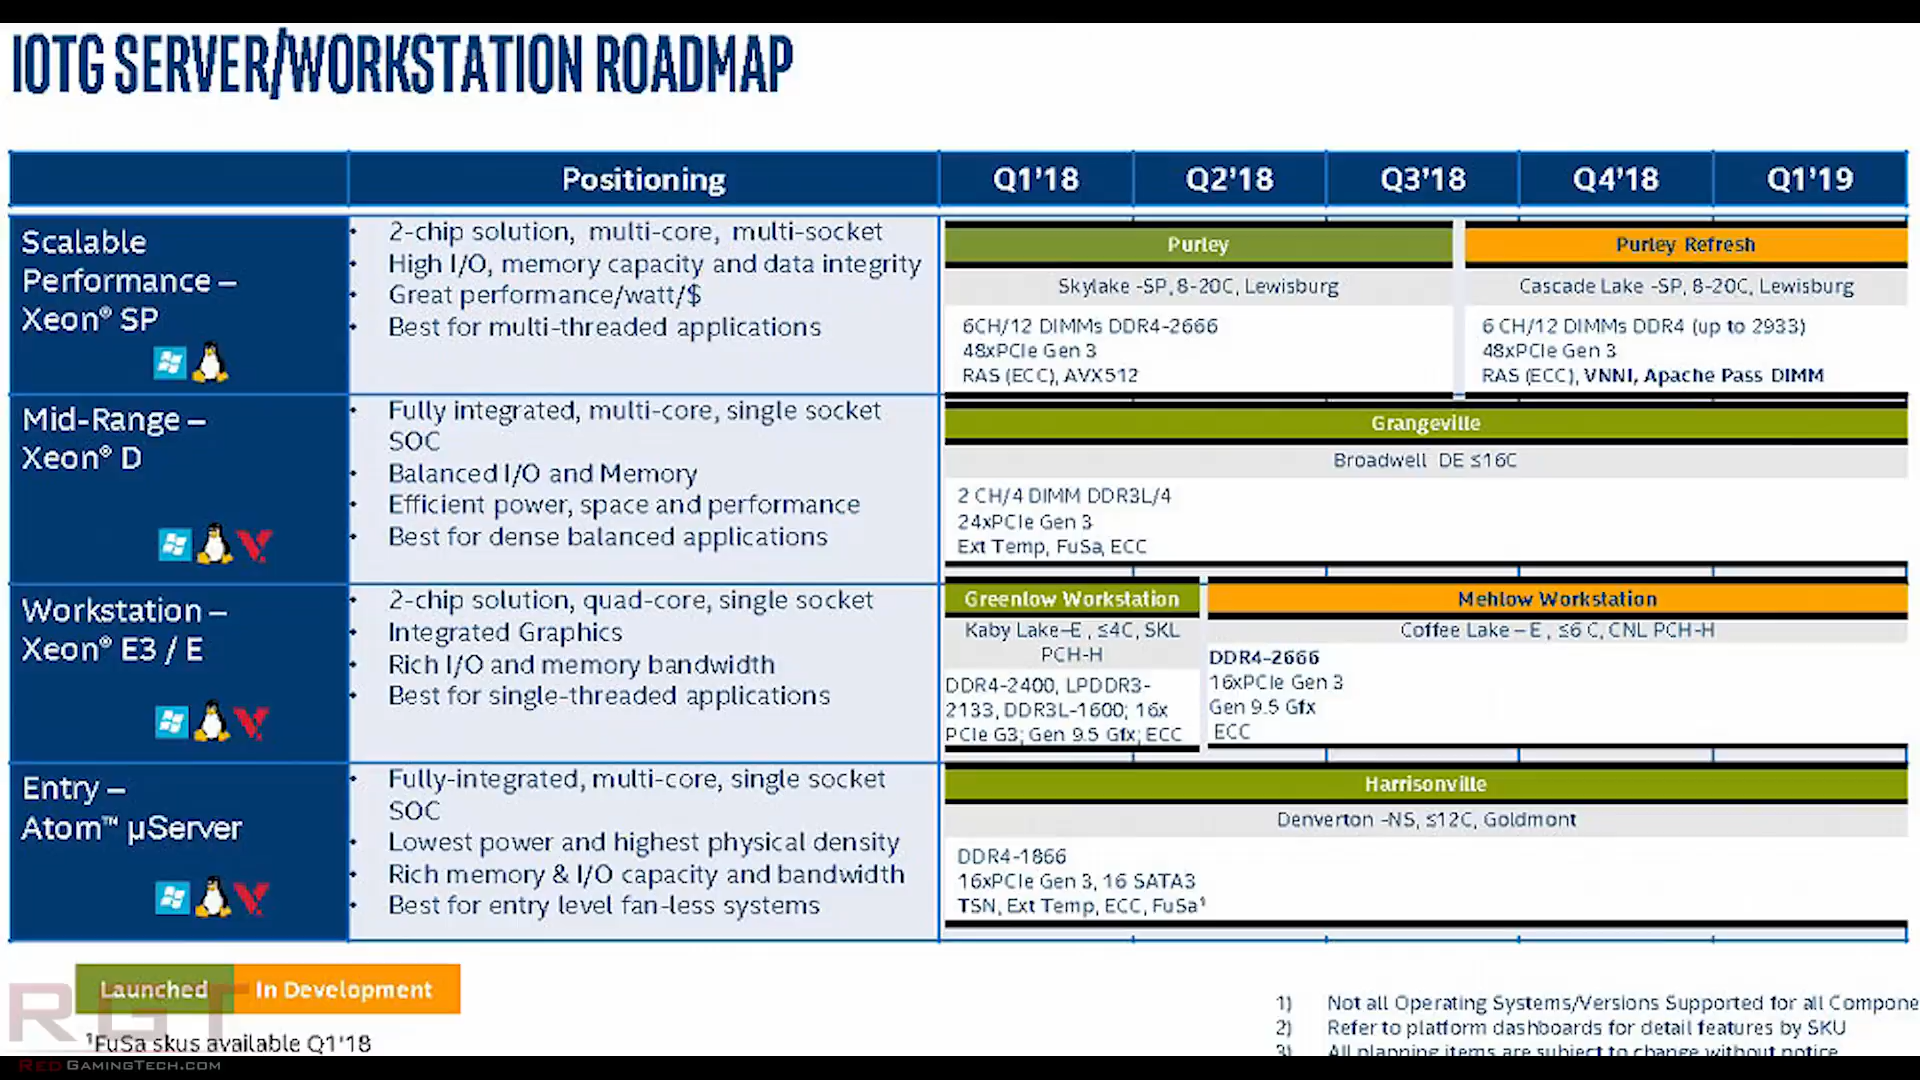 IOTG SERVER/WORKSTATION ROADMAP
Positioning
Q1'18
Q2'18
Q3'18
Q4'18
Q1'19
Scalable
Performance –
Xeon® SP
• 2-chip solution, multi-core, multi-socket
• High I/O, memory capacity and data integrity
• Great performance/watt/$
• Best for multi-threaded applications
Purley
Skylake -SP, 8-20C, Lewisburg
6CH/12 DIMMs DDR4-2666
48xPCIe Gen 3
RAS (ECC), AVX512
Purley Refresh
Cascade Lake -SP, 8-20C, Lewisburg
6 CH/12 DIMMs DDR4 (up to 2933)
48xPCIe Gen 3
RAS (ECC), VNNI, Apache Pass DIMM
Mid-Range –
Xeon® D
• Fully integrated, multi-core, single socket
SOC
• Balanced I/O and Memory
• Efficient power, space and performance
• Best for dense balanced applications
Grangeville
Broadwell DE ≤16C
2 CH/4 DIMM DDR3L/4
24xPCIe Gen 3
Ext Temp, FuSa, ECC
Workstation –
Xeon® E3 / E
• 2-chip solution, quad-core, single socket
• Integrated Graphics
• Rich I/O and memory bandwidth
• Best for single-threaded applications
Greenlow Workstation
Kaby Lake–E , ≤4C, SKL
PCH-H
DDR4-2400, LPDDR3-
2133, DDR3L-1600; 16x
PCIe G3; Gen 9.5 Gfx; ECC
Mehlow Workstation
Coffee Lake – E , ≤6 C, CNL PCH-H
DDR4-2666
16xPCIe Gen 3
Gen 9.5 Gfx
ECC
Entry –
Atom™ µServer
• Fully-integrated, multi-core, single socket
SOC
• Lowest power and highest physical density
• Rich memory & I/O capacity and bandwidth
• Best for entry level fan-less systems
Harrisonville
Denverton -NS, ≤12C, Goldmont
DDR4-1866
16xPCIe Gen 3, 16 SATA3
TSN, Ext Temp, ECC, FuSa¹
Launched
In Development
¹FuSa skus available Q1'18
1) Not all Operating Systems/Versions Supported for all Compone
2) Refer to platform dashboards for detail features by SKU
3) All planning items are subject to change without notice
RGT
REDGAMINGTECH.COM